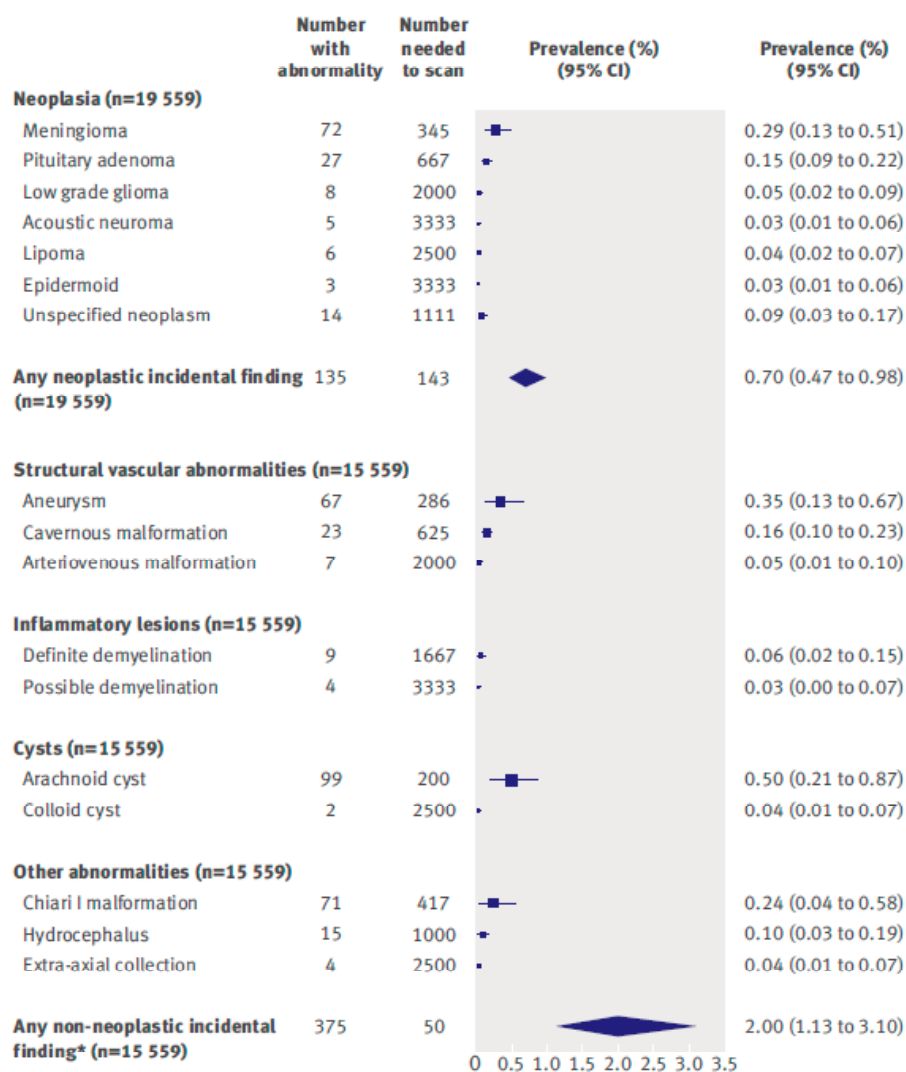 Number with abnormality Number needed to scan Prevalence (%) (95% CI) Prevalence (%) (95% CI)
Neoplasia (n=19 559)
Meningioma 72 345 0.29 (0.13 to 0.51)
Pituitary adenoma 27 667 0.15 (0.09 to 0.22)
Low grade glioma 8 2000 0.05 (0.02 to 0.09)
Acoustic neuroma 5 3333 0.03 (0.01 to 0.06)
Lipoma 6 2500 0.04 (0.02 to 0.07)
Epidermoid 3 3333 0.03 (0.01 to 0.06)
Unspecified neoplasm 14 1111 0.09 (0.03 to 0.17)
Any neoplastic incidental finding 135 143 0.70 (0.47 to 0.98)
(n=19 559)
Structural vascular abnormalities (n=15 559)
Aneurysm 67 286 0.35 (0.13 to 0.67)
Cavernous malformation 23 625 0.16 (0.10 to 0.23)
Arteriovenous malformation 7 2000 0.05 (0.01 to 0.10)
Inflammatory lesions (n=15 559)
Definite demyelination 9 1667 0.06 (0.02 to 0.15)
Possible demyelination 4 3333 0.03 (0.00 to 0.07)
Cysts (n=15 559)
Arachnoid cyst 99 200 0.50 (0.21 to 0.87)
Colloid cyst 2 2500 0.04 (0.01 to 0.07)
Other abnormalities (n=15 559)
Chiari I malformation 71 417 0.24 (0.04 to 0.58)
Hydrocephalus 15 1000 0.10 (0.03 to 0.19)
Extra-axial collection 4 2500 0.04 (0.01 to 0.07)
Any non-neoplastic incidental 375 50 2.00 (1.13 to 3.10)
finding* (n=15 559)
0 0.5 1.0 1.5 2.0 2.5 3.0 3.5